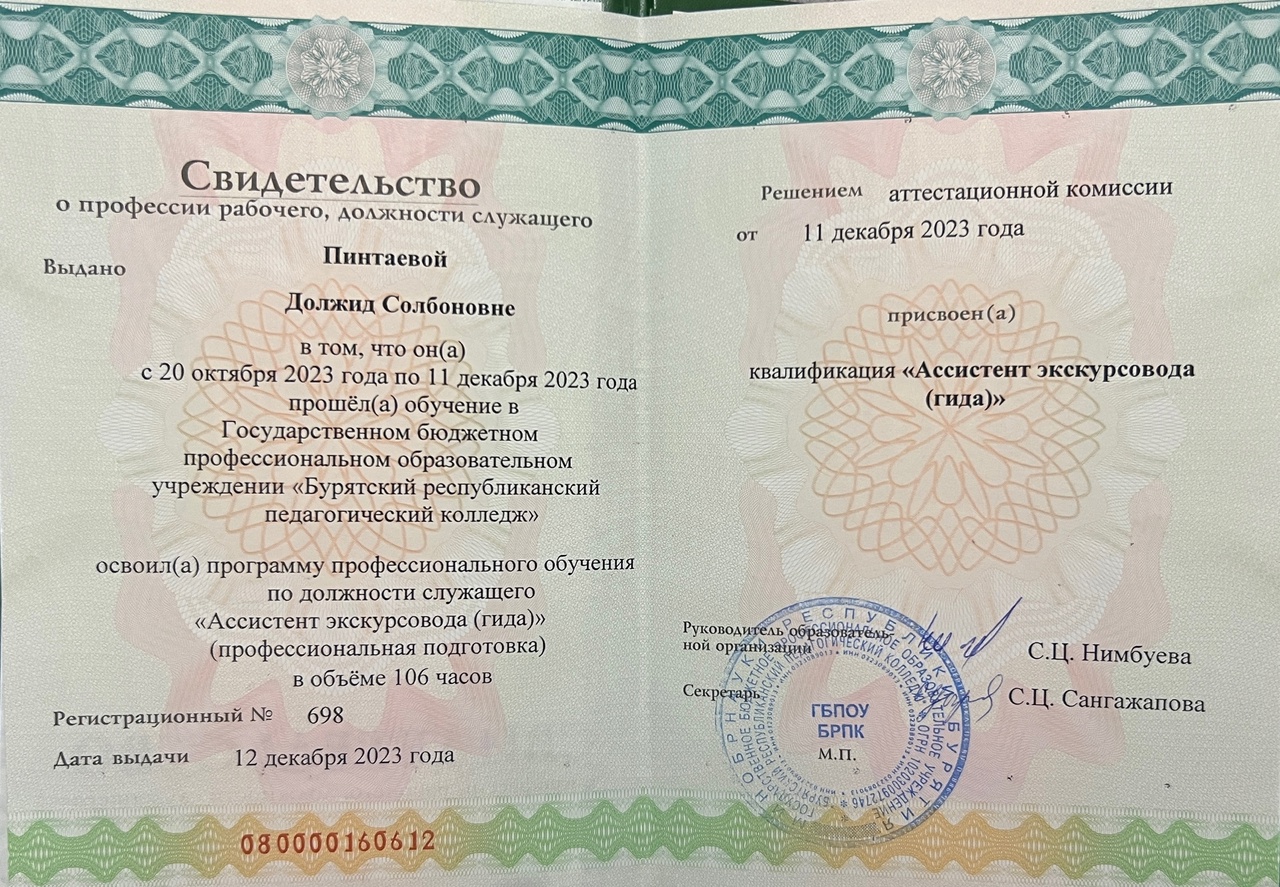 Свидетельство
о профессии рабочего, должности служащего
Выдано
Пинтаевой
Должид Солбоновне
в том, что он(а)
с 20 октября 2023 года по 11 декабря 2023 года
прошёл(а) обучение в
Государственном бюджетном
профессиональном образовательном
учреждении «Бурятский республиканский
педагогический колледж»
освоил(а) программу профессионального обучения
по должности служащего
«Ассистент экскурсовода (гида)»
(профессиональная подготовка)
в объёме 106 часов
Регистрационный № 698
Дата выдачи 12 декабря 2023 года
080000160612
Решением аттестационной комиссии
от 11 декабря 2023 года
присвоен(а)
квалификация «Ассистент экскурсовода
(гида)»
Руководитель образователь-
ной организации
С.Ц. Нимбуева
Секретарь
С.Ц. Сангажапова
ГБПОУ
БРПК
М.П.